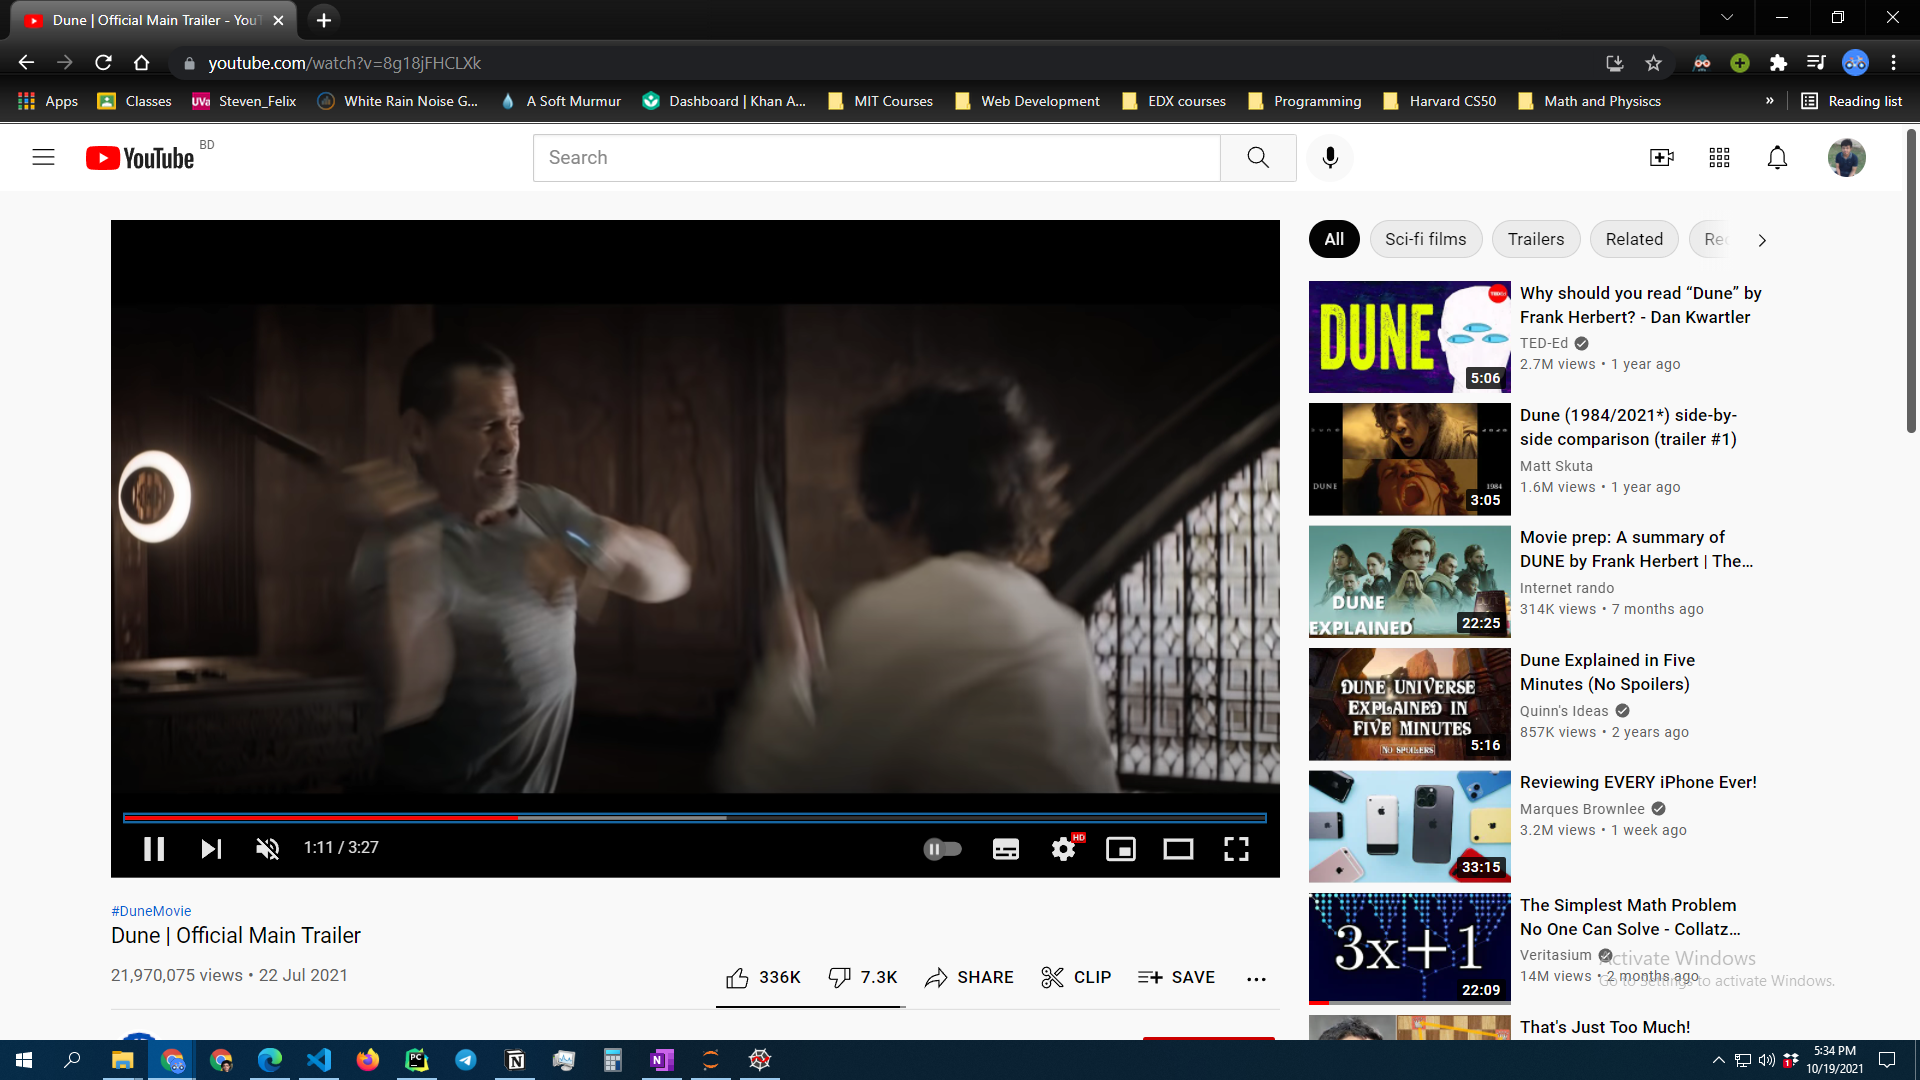 Dune | Official Main Trailer - YouT
youtube.com/watch?v=8g18jFHCLXk
Apps
Classes
UVa
Steven_Felix
White Rain Noise G...
A Soft Murmur
Dashboard | Khan A...
MIT Courses
Web Development
EDX courses
Programming
Harvard CS50
Math and Physiscs
»
Reading list
YouTube BD
Search
All
Sci-fi films
Trailers
Related
Rec
DUNE
5:06
Why should you read “Dune” by
Frank Herbert? - Dan Kwartler
TED-Ed
2.7M views • 1 year ago
DUNE
1984
3:05
Dune (1984/2021*) side-by-
side comparison (trailer #1)
Matt Skuta
1.6M views • 1 year ago
DUNE
EXPLAINED
22:25
Movie prep: A summary of
DUNE by Frank Herbert | The...
Internet rando
314K views • 7 months ago
DUNE UNIVERSE
EXPLAINED IN
FIVE MINUTES
NO SPOILERS
5:16
Dune Explained in Five
Minutes (No Spoilers)
Quinn's Ideas
857K views • 2 years ago
33:15
Reviewing EVERY iPhone Ever!
Marques Brownlee
3.2M views • 1 week ago
3x+1
22:09
The Simplest Math Problem
No One Can Solve - Collatz...
Veritasium
14M views • 2 months ago
That's Just Too Much!
1:11 / 3:27
HD
#DuneMovie
Dune | Official Main Trailer
21,970,075 views • 22 Jul 2021
336K
7.3K
SHARE
CLIP
SAVE
Activate Windows
Go to Settings to activate Windows.
PC
N
N
1
5:34 PM
10/19/2021